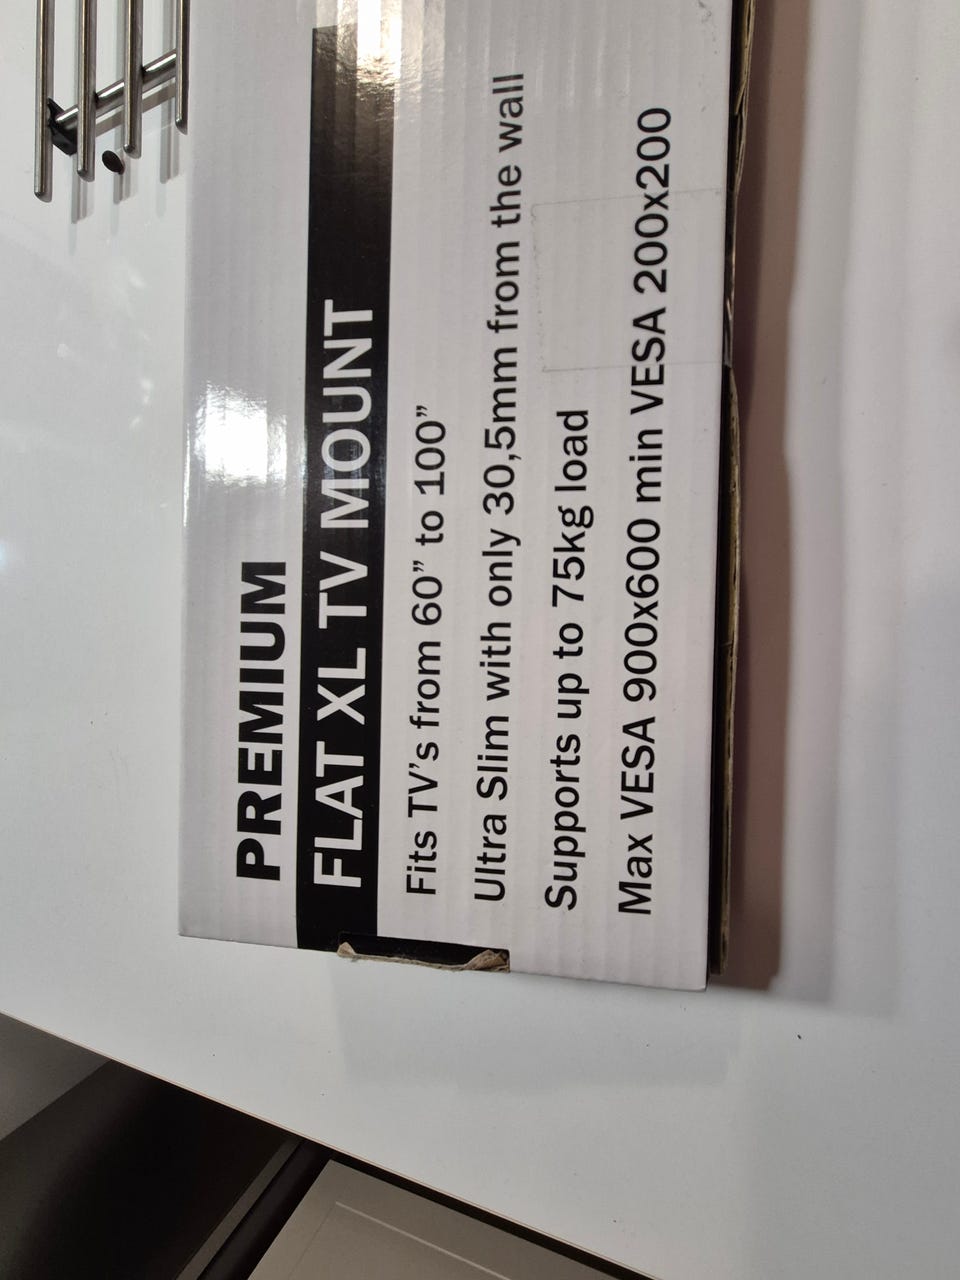 PREMIUM
FLAT XL TV MOUNT
Fits TV’s from 60” to 100”
Ultra Slim with only 30,5mm from the wall
Supports up to 75kg load
Max VESA 900x600 min VESA 200x200